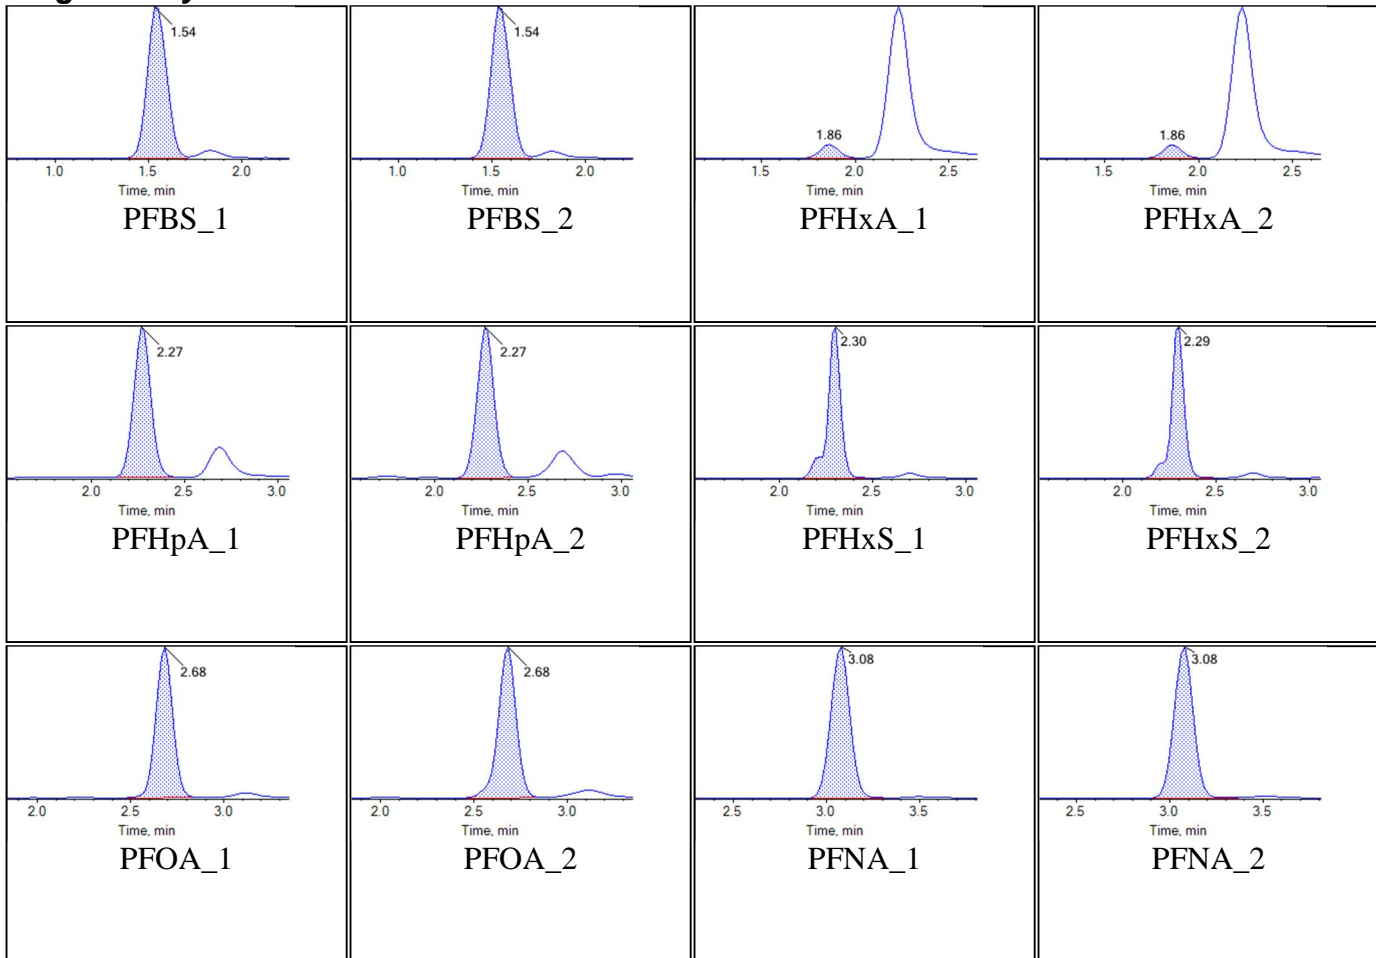 1.54 1.54 1.86 1.86
1.0 1.5 2.0 1.0 1.5 2.0 1.5 2.0 2.5 1.5 2.0 2.5
Time, min Time, min Time, min Time, min
PFBS_1 PFBS_2 PFHxA_1 PFHxA_2
2.27 2.27 2.30 2.29
2.0 2.5 3.0 2.0 2.5 3.0 2.0 2.5 3.0 2.0 2.5 3.0
Time, min Time, min Time, min Time, min
PFHpA_1 PFHpA_2 PFHxS_1 PFHxS_2
2.68 2.68 3.08 3.08
2.0 2.5 3.0 2.0 2.5 3.0 2.5 3.0 3.5 2.5 3.0 3.5
Time, min Time, min Time, min Time, min
PFOA_1 PFOA_2 PFNA_1 PFNA_2